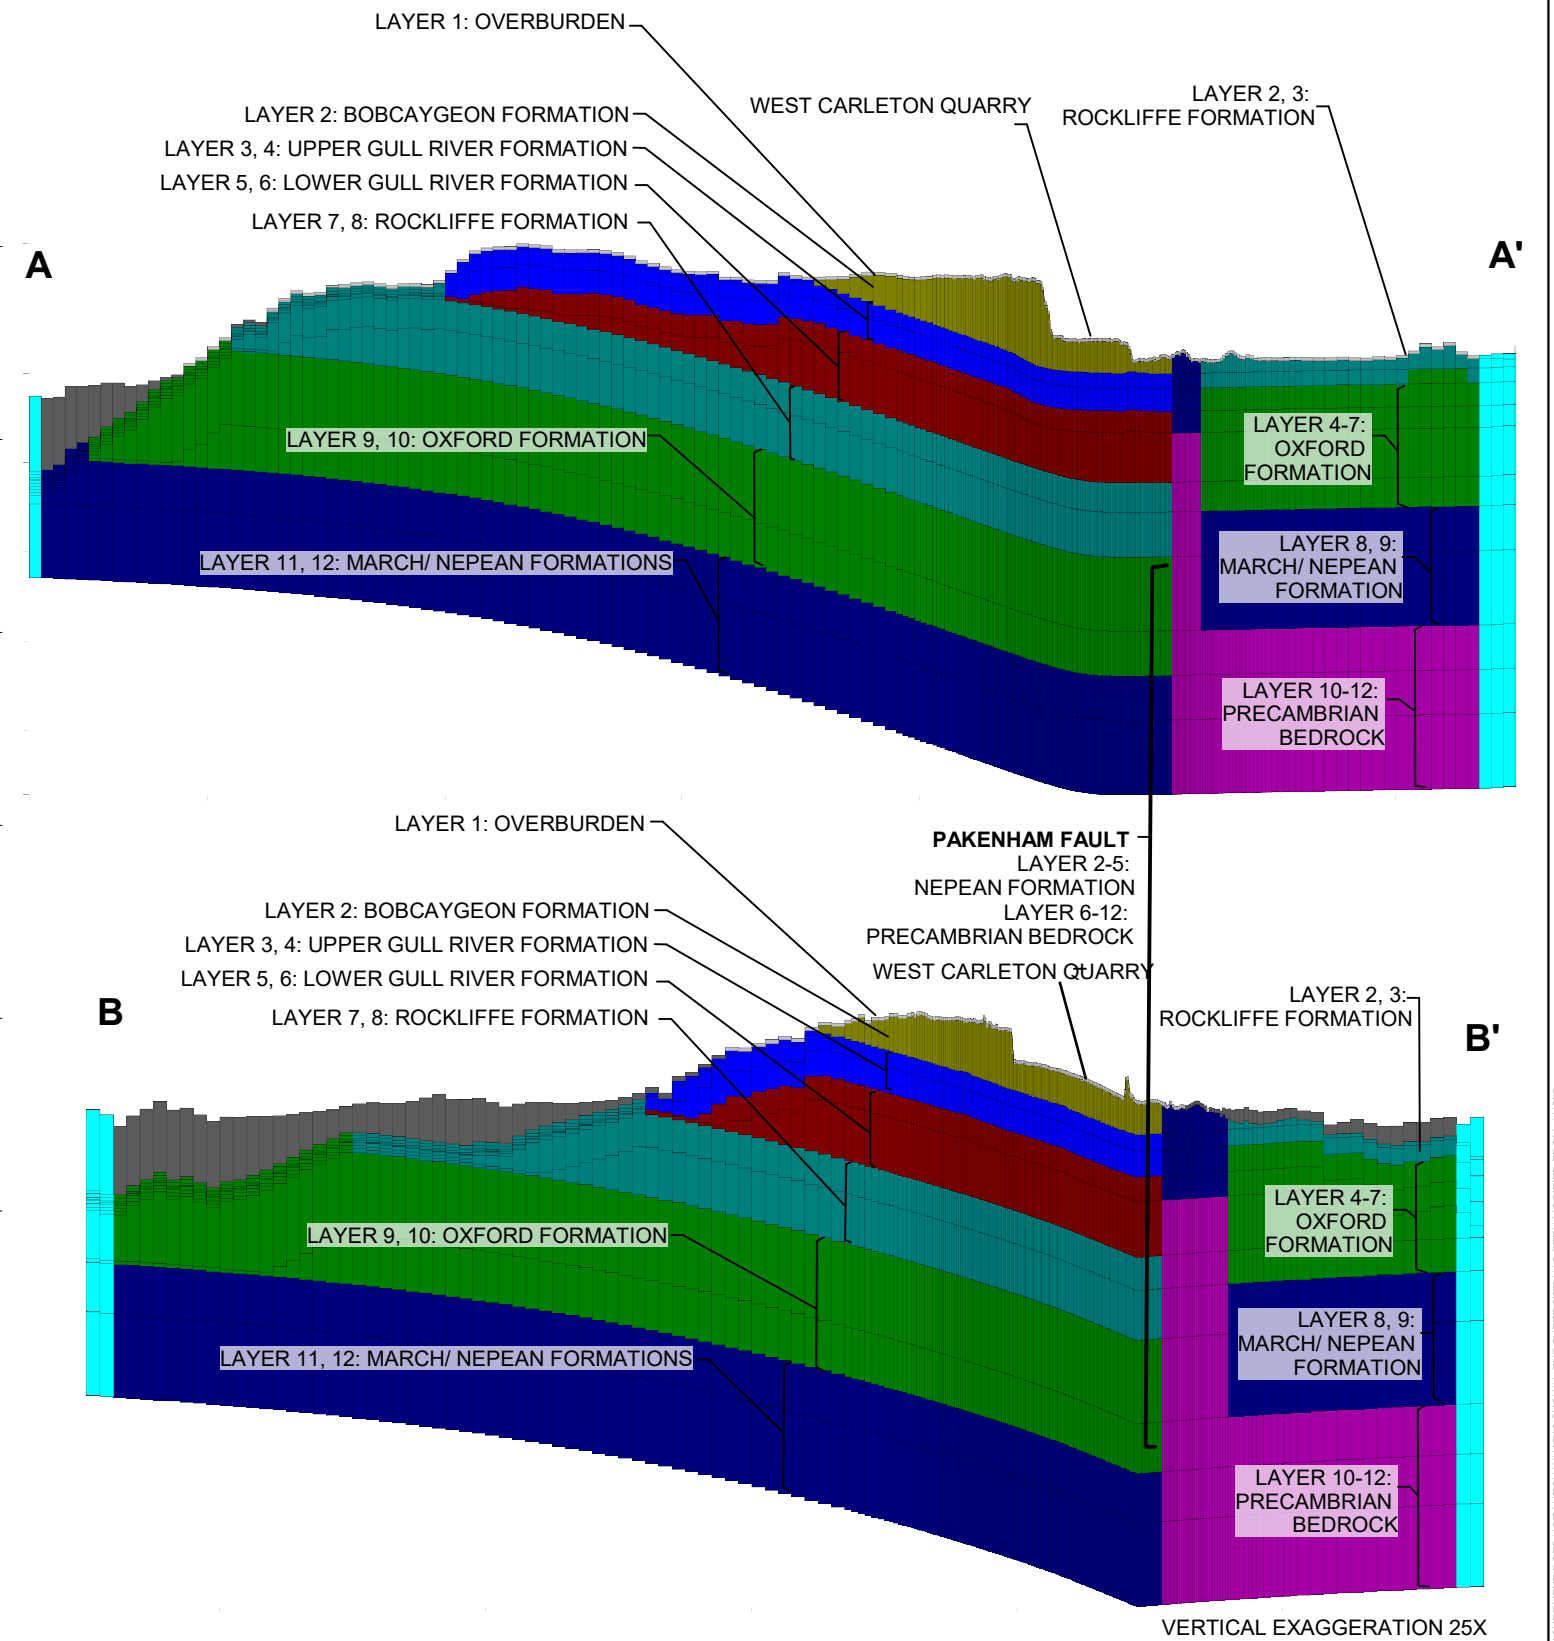 LAYER 1: OVERBURDEN
LAYER 2: BOBCAYGEON FORMATION
WEST CARLETON QUARRY
LAYER 2, 3:
ROCKLIFFE FORMATION
LAYER 3, 4: UPPER GULL RIVER FORMATION
LAYER 5, 6: LOWER GULL RIVER FORMATION
LAYER 7, 8: ROCKLIFFE FORMATION
A
A'
LAYER 9, 10: OXFORD FORMATION
LAYER 4-7:
OXFORD
FORMATION
LAYER 11, 12: MARCH/ NEPEAN FORMATIONS
LAYER 8, 9:
MARCH/ NEPEAN
FORMATION
LAYER 10-12:
PRECAMBRIAN
BEDROCK
LAYER 1: OVERBURDEN
PAKENHAM FAULT
LAYER 2-5:
NEPEAN FORMATION
LAYER 6-12:
PRECAMBRIAN BEDROCK
LAYER 2: BOBCAYGEON FORMATION
LAYER 3, 4: UPPER GULL RIVER FORMATION
LAYER 5, 6: LOWER GULL RIVER FORMATION
LAYER 7, 8: ROCKLIFFE FORMATION
WEST CARLETON QUARRY
LAYER 2, 3:
ROCKLIFFE FORMATION
B
B'
LAYER 9, 10: OXFORD FORMATION
LAYER 4-7:
OXFORD
FORMATION
LAYER 11, 12: MARCH/ NEPEAN FORMATIONS
LAYER 8, 9:
MARCH/ NEPEAN
FORMATION
LAYER 10-12:
PRECAMBRIAN
BEDROCK
VERTICAL EXAGGERATION 25X